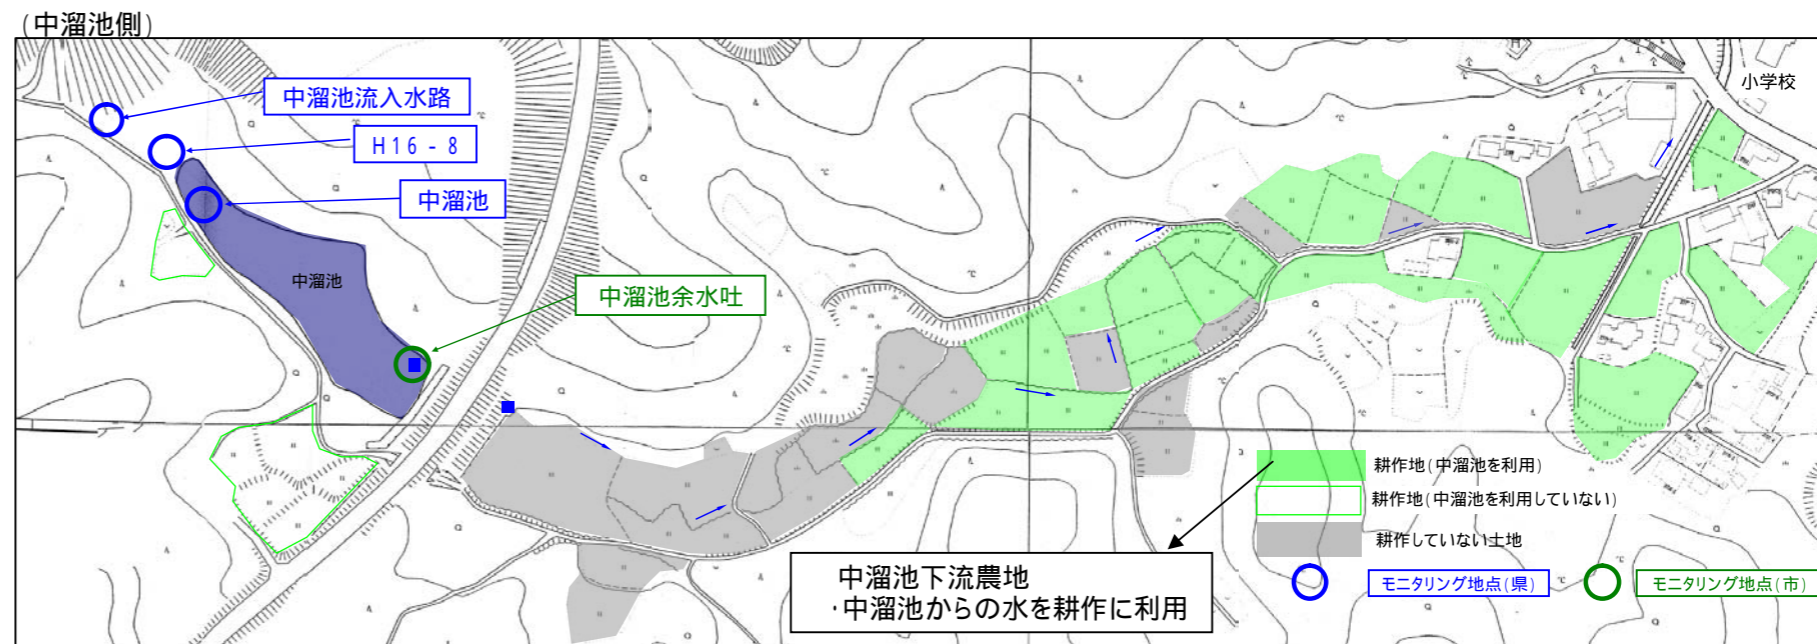 (中溜池側)
小学校
中溜池流入水路
H16-8
中溜池
中溜池
中溜池余水吐
耕作地(中溜池を利用)
耕作地(中溜池を利用していない)
耕作していない土地
中溜池下流農地
・中溜池からの水を耕作に利用
モニタリング地点(県)
モニタリング地点(市)